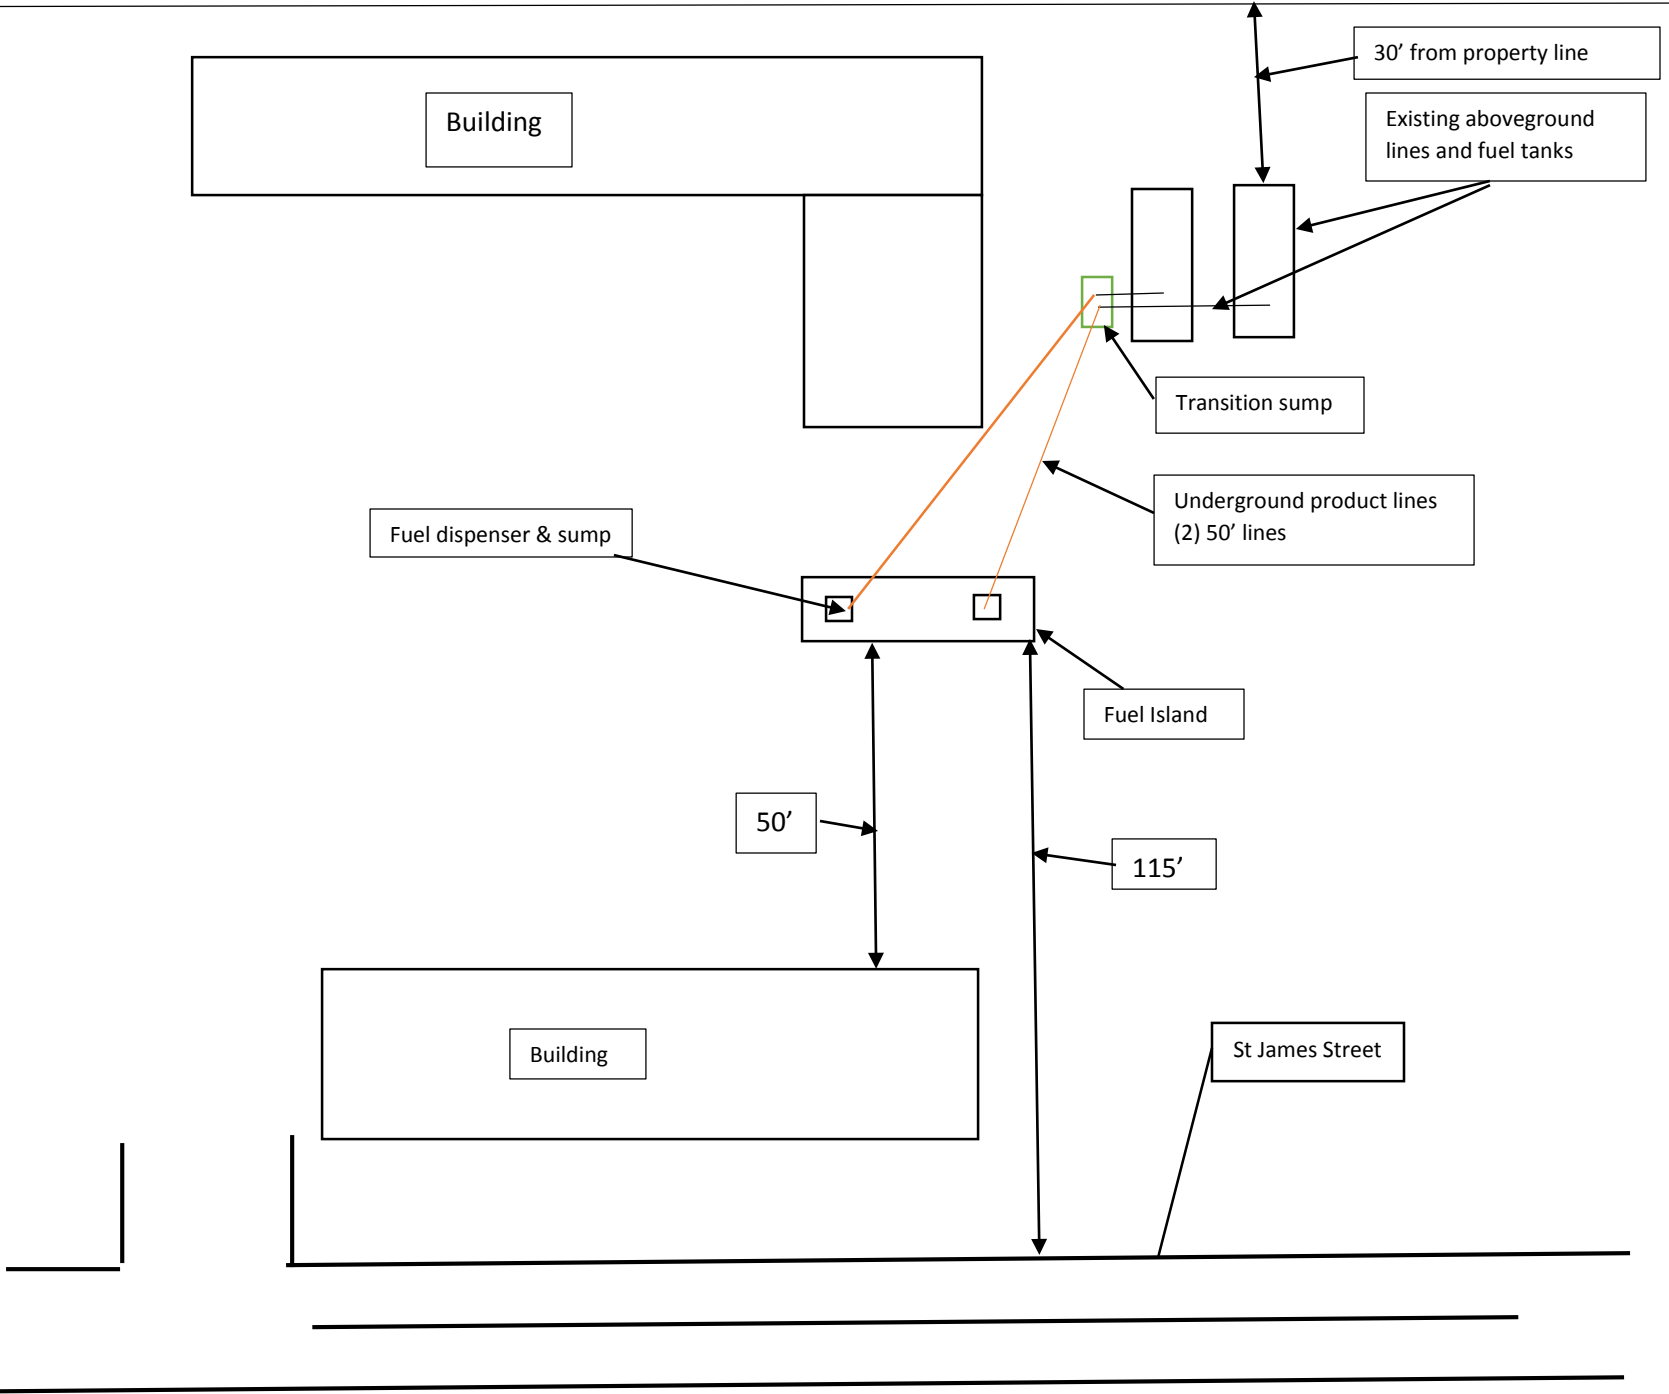 30’ from property line
Building
Existing aboveground
lines and fuel tanks
Transition sump
Underground product lines
(2) 50’ lines
Fuel dispenser & sump
Fuel Island
50’
115’
Building
St James Street